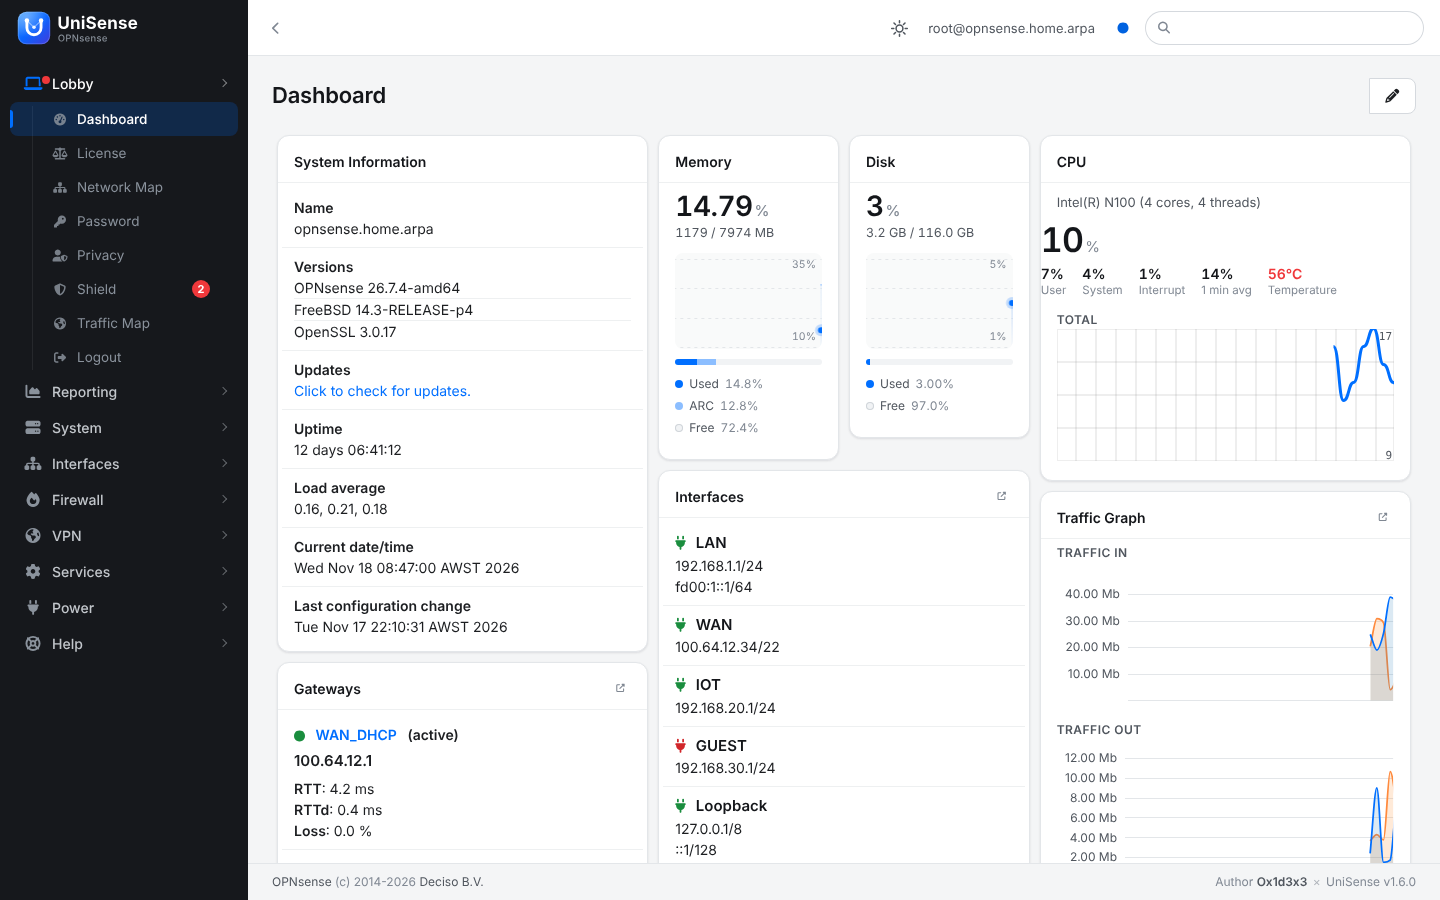 UniSense
OPNsense
Lobby
Dashboard
License
Network Map
Password
Privacy
Shield 2
Traffic Map
Logout
Reporting
System
Interfaces
Firewall
VPN
Services
Power
Help
root@opnsense.home.arpa
Dashboard
System Information
Name
opnsense.home.arpa
Versions
OPNsense 26.7.4-amd64
FreeBSD 14.3-RELEASE-p4
OpenSSL 3.0.17
Updates
Click to check for updates.
Uptime
12 days 06:41:12
Load average
0.16, 0.21, 0.18
Current date/time
Wed Nov 18 08:47:00 AWST 2026
Last configuration change
Tue Nov 17 22:10:31 AWST 2026
Gateways
WAN_DHCP (active)
100.64.12.1
RTT: 4.2 ms
RTTd: 0.4 ms
Loss: 0.0 %
Memory
14.79 %
1179 / 7974 MB
35%
10%
Used 14.8%
ARC 12.8%
Free 72.4%
Disk
3 %
3.2 GB / 116.0 GB
5%
1%
Used 3.00%
Free 97.0%
Interfaces
LAN
192.168.1.1/24
fd00:1::1/64
WAN
100.64.12.34/22
IOT
192.168.20.1/24
GUEST
192.168.30.1/24
Loopback
127.0.0.1/8
::1/128
CPU
Intel(R) N100 (4 cores, 4 threads)
10 %
7% 4% 1% 14% 56°C
User System Interrupt 1 min avg Temperature
TOTAL
17
9
Traffic Graph
TRAFFIC IN
40.00 Mb
30.00 Mb
20.00 Mb
10.00 Mb
TRAFFIC OUT
12.00 Mb
10.00 Mb
8.00 Mb
6.00 Mb
4.00 Mb
2.00 Mb
OPNsense (c) 2014-2026 Deciso B.V.
Author 0x1d3x3 × UniSense v1.6.0